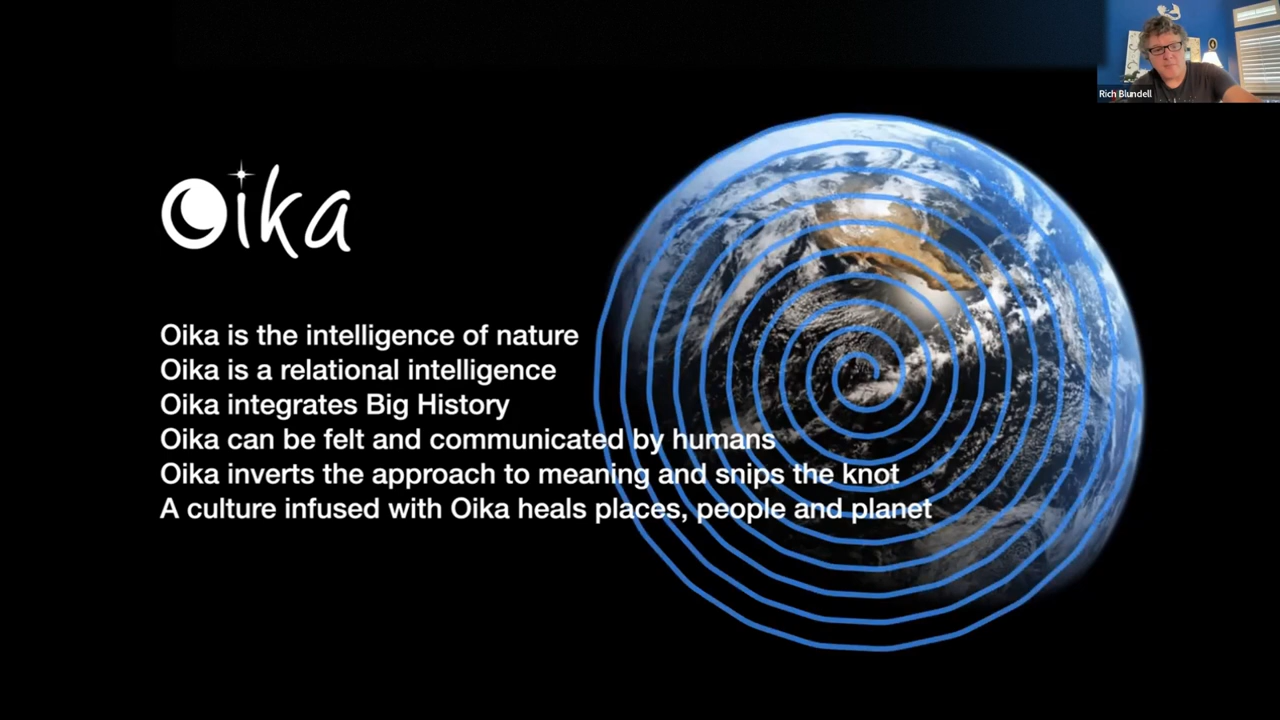 Rich Blundell
Oika
Oika is the intelligence of nature
Oika is a relational intelligence
Oika integrates Big History
Oika can be felt and communicated by humans
Oika inverts the approach to meaning and snips the knot
A culture infused with Oika heals places, people and planet